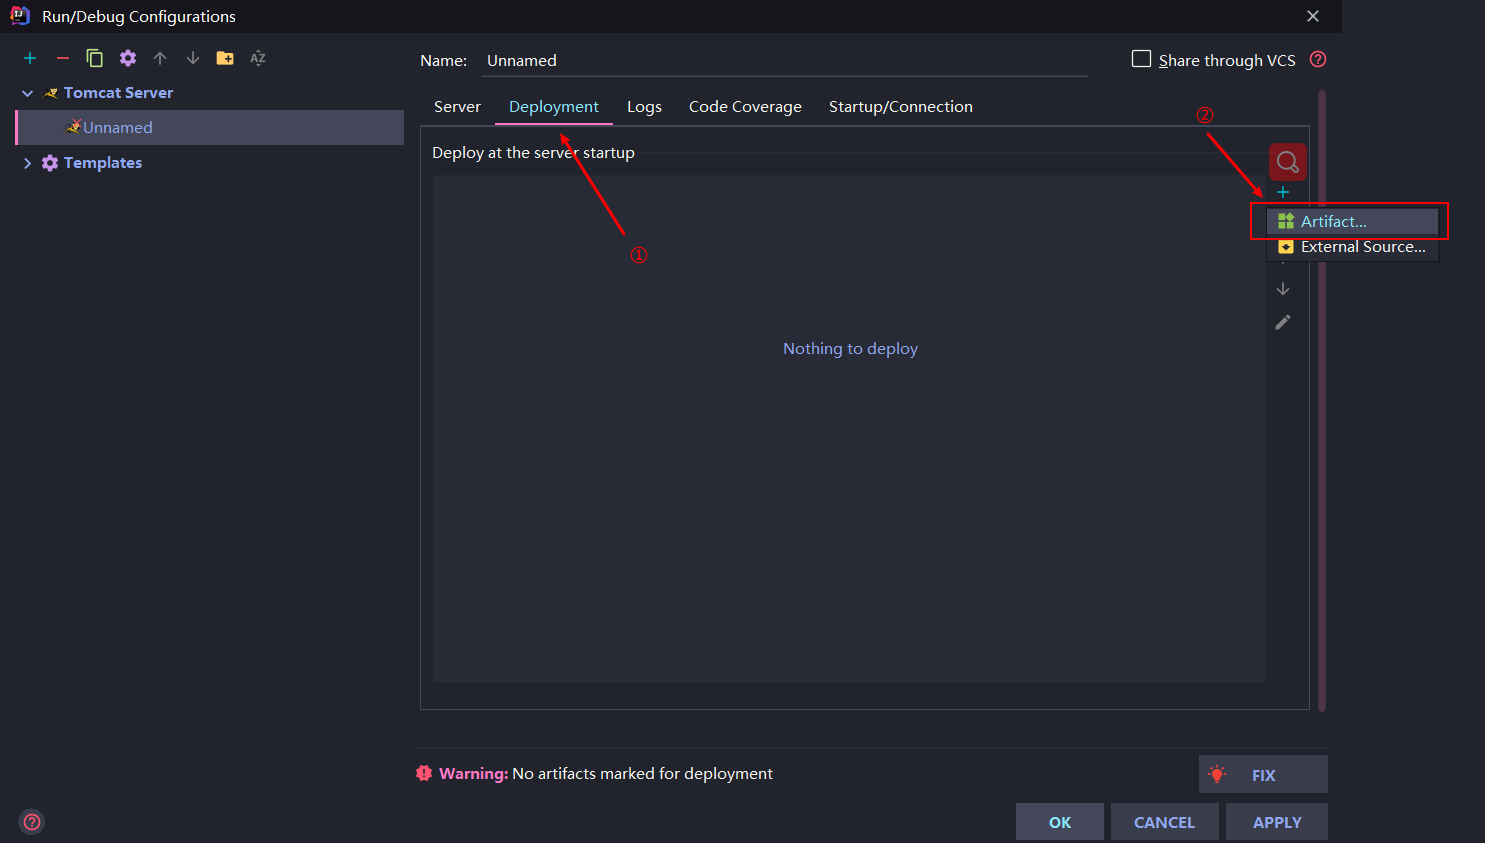 Run/Debug Configurations
Name: Unnamed
Share through VCS
Tomcat Server
Unnamed
Templates
Server Deployment Logs Code Coverage Startup/Connection
②
Deploy at the server startup
Artifact...
External Source...
①
Nothing to deploy
Warning: No artifacts marked for deployment
FIX
OK CANCEL APPLY